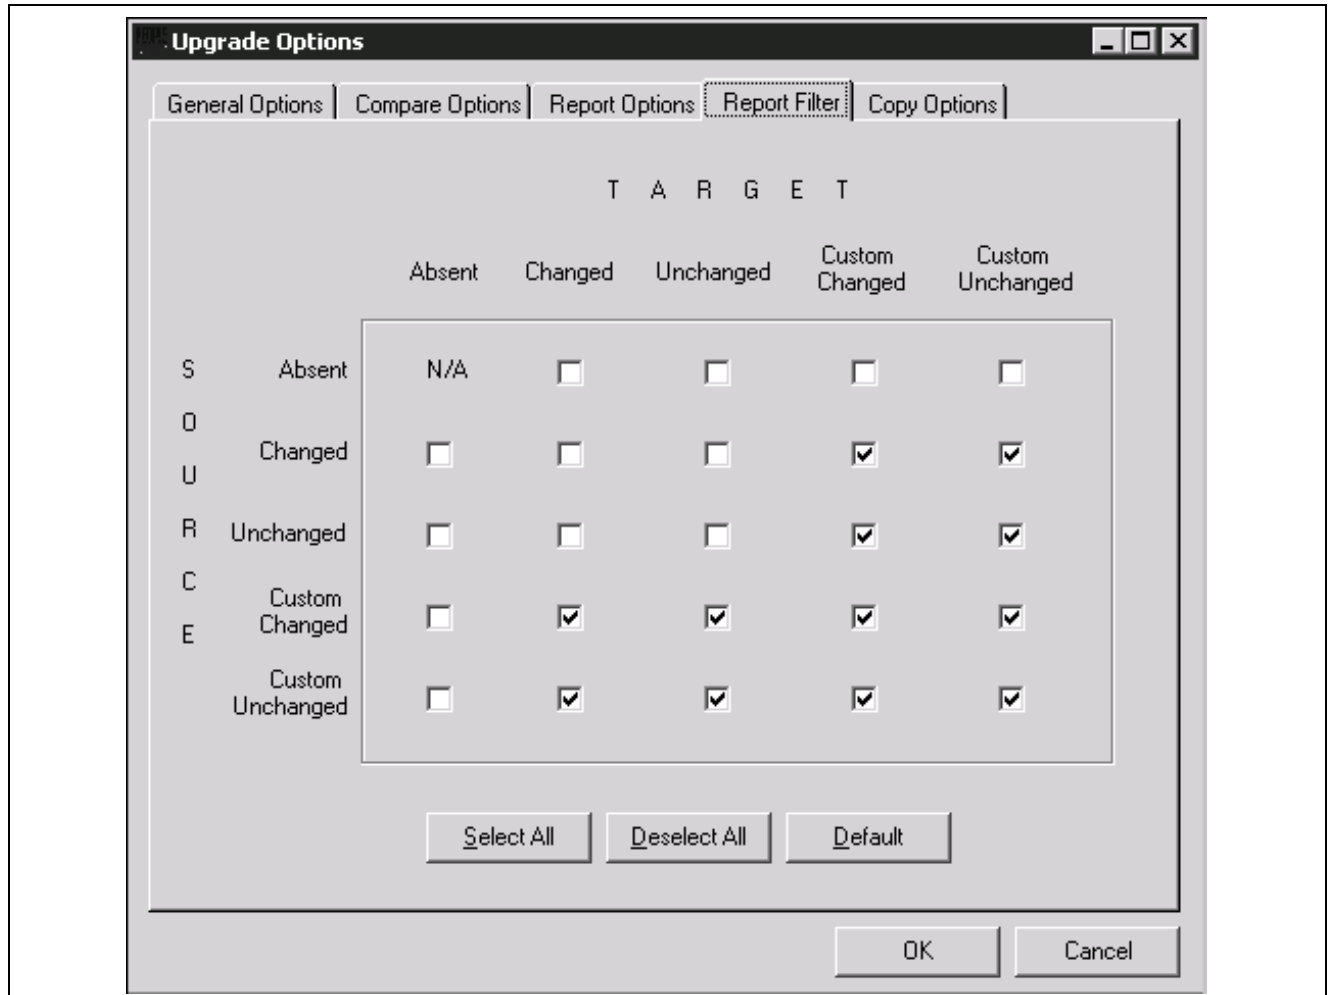 Upgrade Options
General Options Compare Options Report Options Report Filter Copy Options
T A R G E T
Absent Changed Unchanged Custom Changed Custom Unchanged
S O U R C E
Absent N/A
Changed
Unchanged
Custom Changed
Custom Unchanged
Select All Deselect All Default
OK Cancel